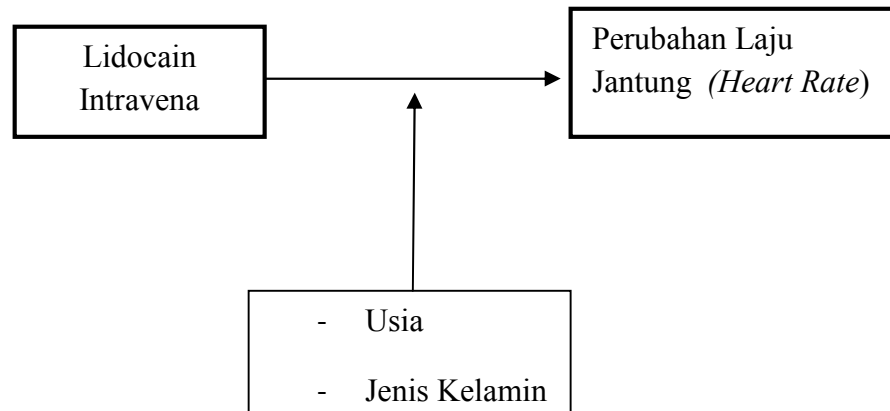 Lidocain
Intravena
Perubahan Laju
Jantung (Heart Rate)
- Usia
- Jenis Kelamin